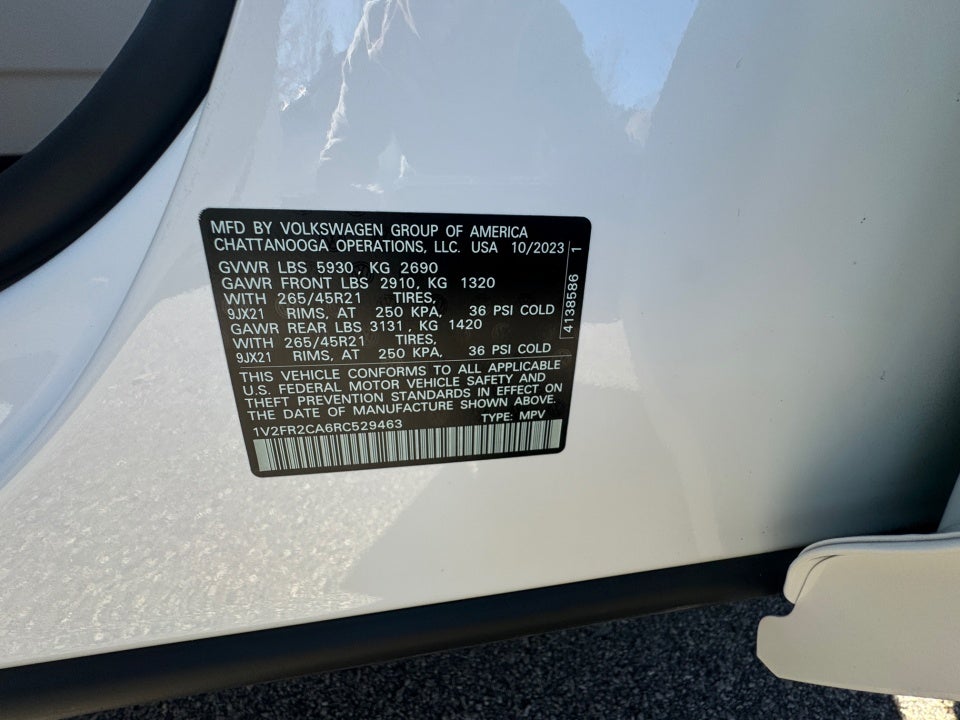 MFD BY VOLKSWAGEN GROUP OF AMERICA
CHATTANOOGA OPERATIONS, LLC. USA 10/2023
GVWR LBS 5930, KG 2690
GAWR FRONT LBS 2910, KG 1320
WITH 265/45R21 TIRES,
9JX21 RIMS, AT 250 KPA, 36 PSI COLD
GAWR REAR LBS 3131, KG 1420
WITH 265/45R21 TIRES,
9JX21 RIMS, AT 250 KPA, 36 PSI COLD
THIS VEHICLE CONFORMS TO ALL APPLICABLE
U.S. FEDERAL MOTOR VEHICLE SAFETY AND
THEFT PREVENTION STANDARDS IN EFFECT ON
THE DATE OF MANUFACTURE SHOWN ABOVE.
1V2FR2CA6RC529463 TYPE: MPV
4138586 1